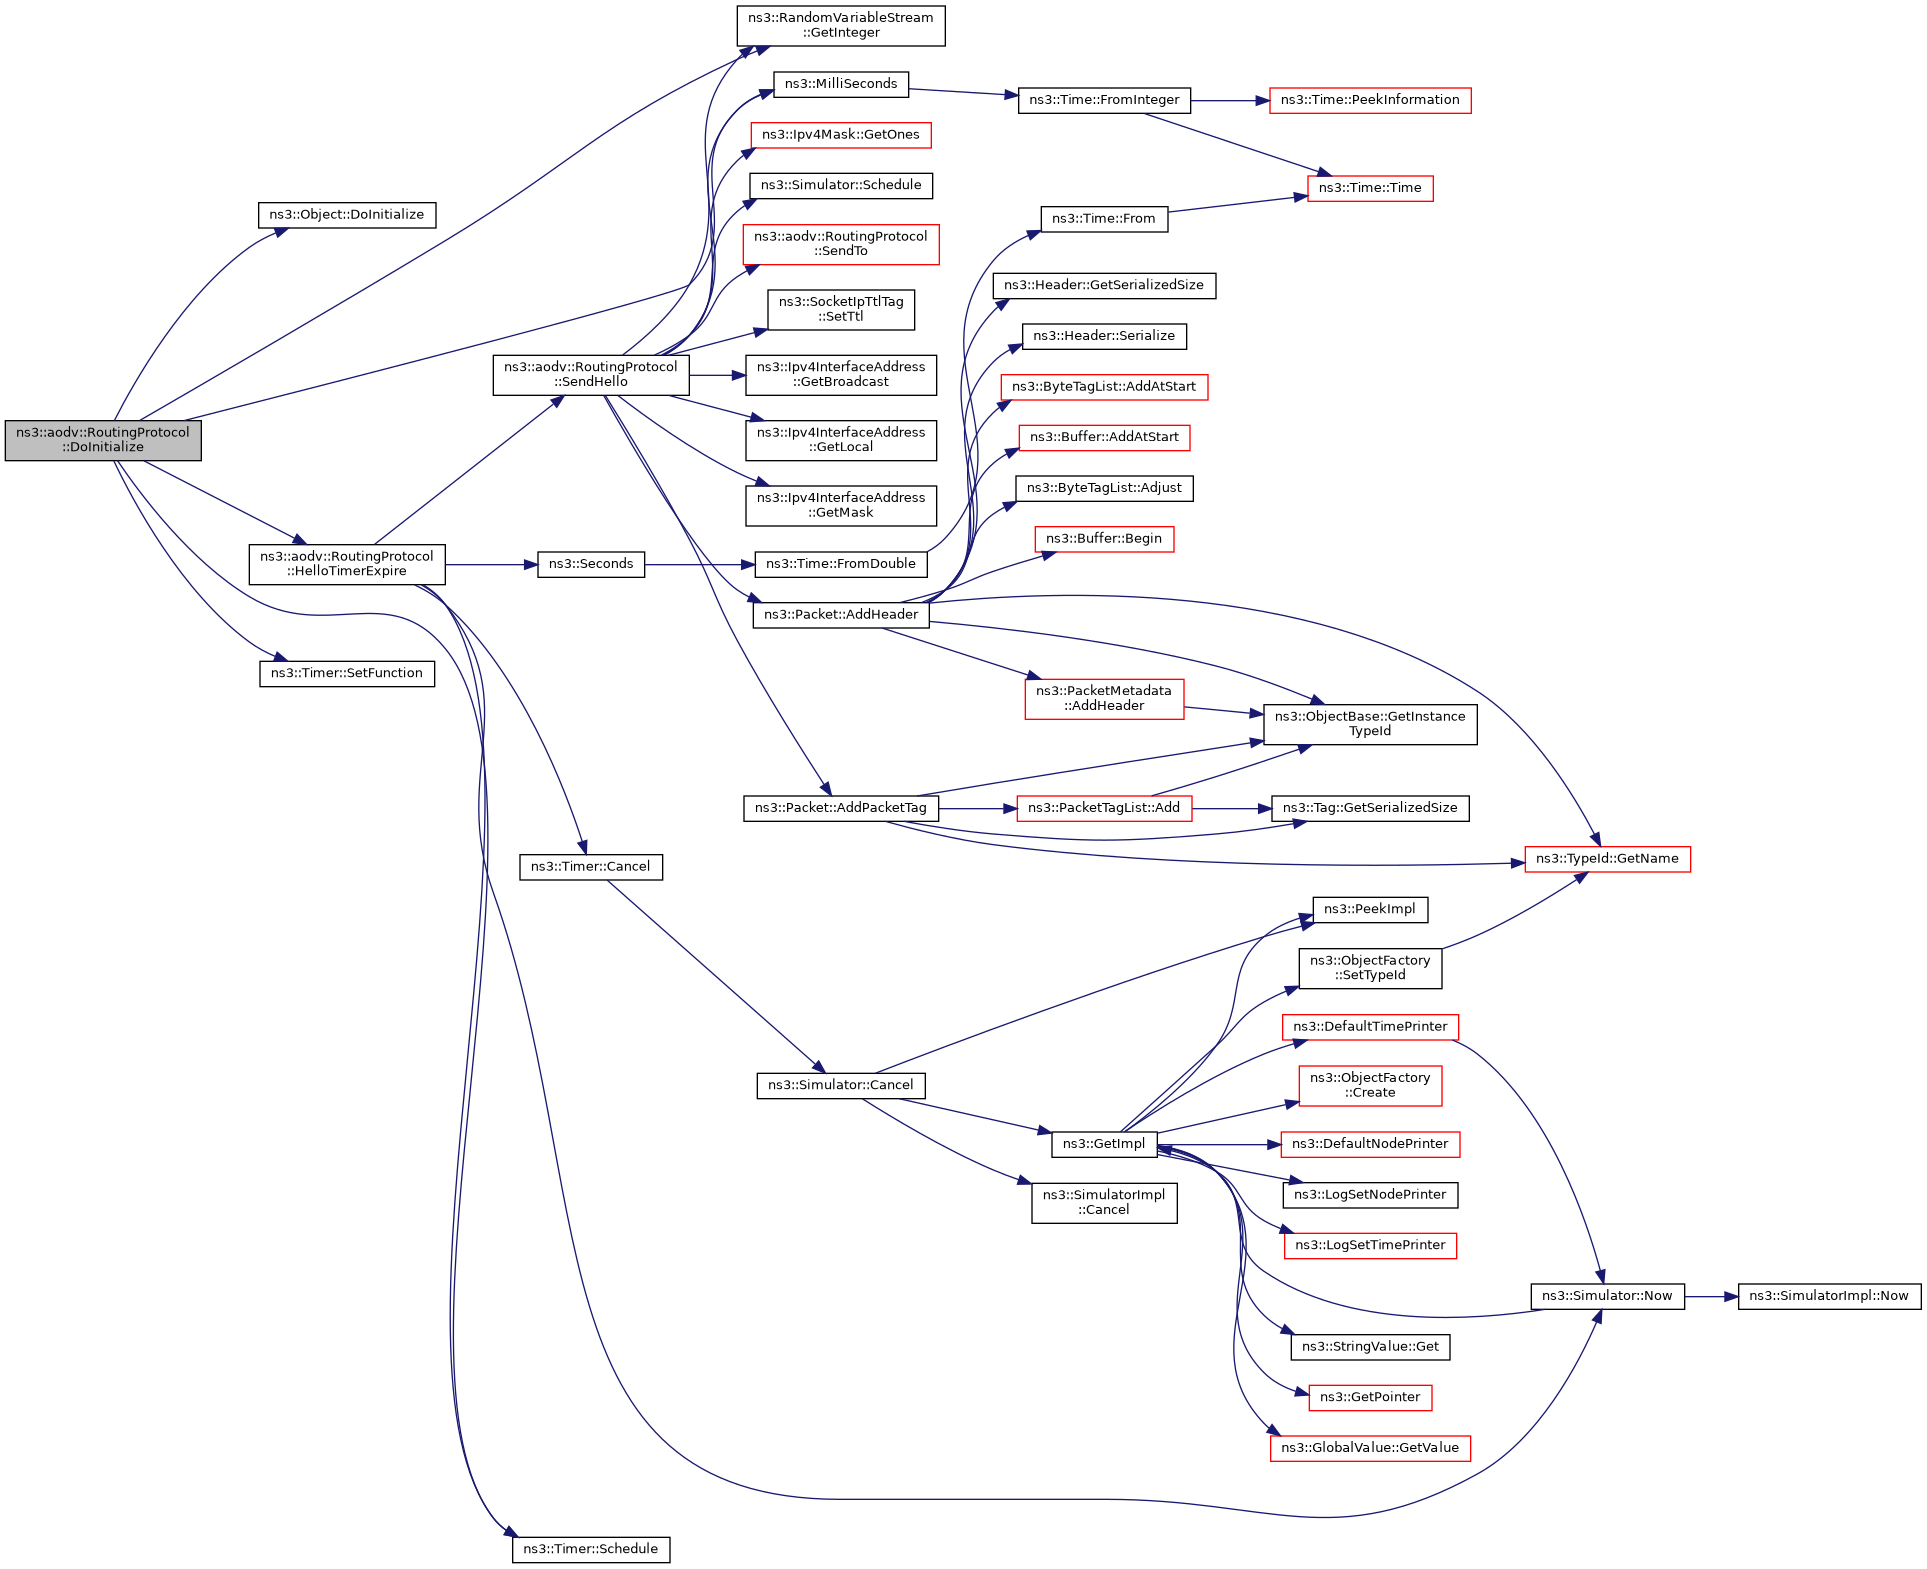 ns3::aodv::RoutingProtocol
::DoInitialize
ns3::Object::DoInitialize
ns3::aodv::RoutingProtocol
::HelloTimerExpire
ns3::Timer::SetFunction
ns3::aodv::RoutingProtocol
::SendHello
ns3::Seconds
ns3::Timer::Cancel
ns3::Timer::Schedule
ns3::RandomVariableStream
::GetInteger
ns3::MilliSeconds
ns3::Ipv4Mask::GetOnes
ns3::Simulator::Schedule
ns3::aodv::RoutingProtocol
::SendTo
ns3::SocketIpTtlTag
::SetTtl
ns3::Ipv4InterfaceAddress
::GetBroadcast
ns3::Ipv4InterfaceAddress
::GetLocal
ns3::Ipv4InterfaceAddress
::GetMask
ns3::Time::FromDouble
ns3::Packet::AddHeader
ns3::Packet::AddPacketTag
ns3::Simulator::Cancel
ns3::Time::FromInteger
ns3::Time::From
ns3::Header::GetSerializedSize
ns3::Header::Serialize
ns3::ByteTagList::AddAtStart
ns3::Buffer::AddAtStart
ns3::ByteTagList::Adjust
ns3::Buffer::Begin
ns3::PacketMetadata
::AddHeader
ns3::PacketTagList::Add
ns3::GetImpl
ns3::SimulatorImpl
::Cancel
ns3::Time::PeekInformation
ns3::Time::Time
ns3::ObjectBase::GetInstance
TypeId
ns3::Tag::GetSerializedSize
ns3::PeekImpl
ns3::ObjectFactory
::SetTypeId
ns3::DefaultTimePrinter
ns3::ObjectFactory
::Create
ns3::DefaultNodePrinter
ns3::LogSetNodePrinter
ns3::LogSetTimePrinter
ns3::StringValue::Get
ns3::GetPointer
ns3::GlobalValue::GetValue
ns3::TypeId::GetName
ns3::Simulator::Now
ns3::SimulatorImpl::Now